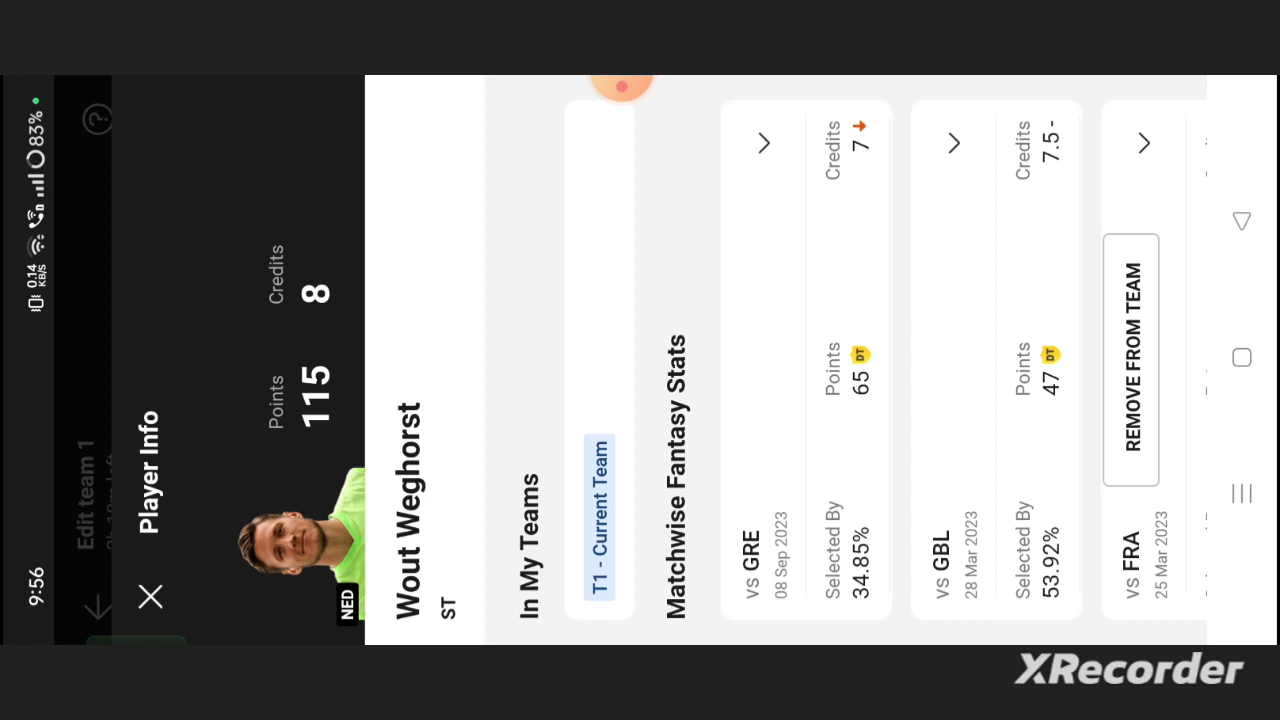 9:56
0.14
KB/S
83%
Edit team 1
Player Info
NED
Points
115
Credits
8
Wout Weghorst
ST
In My Teams
T1 - Current Team
Matchwise Fantasy Stats
vs GRE
08 Sep 2023
Selected By
34.85%
Points
65 DT
Credits
7
vs GBL
28 Mar 2023
Selected By
53.92%
Points
47 DT
Credits
7.5 -
vs FRA
25 Mar 2023
REMOVE FROM TEAM
XRecorder